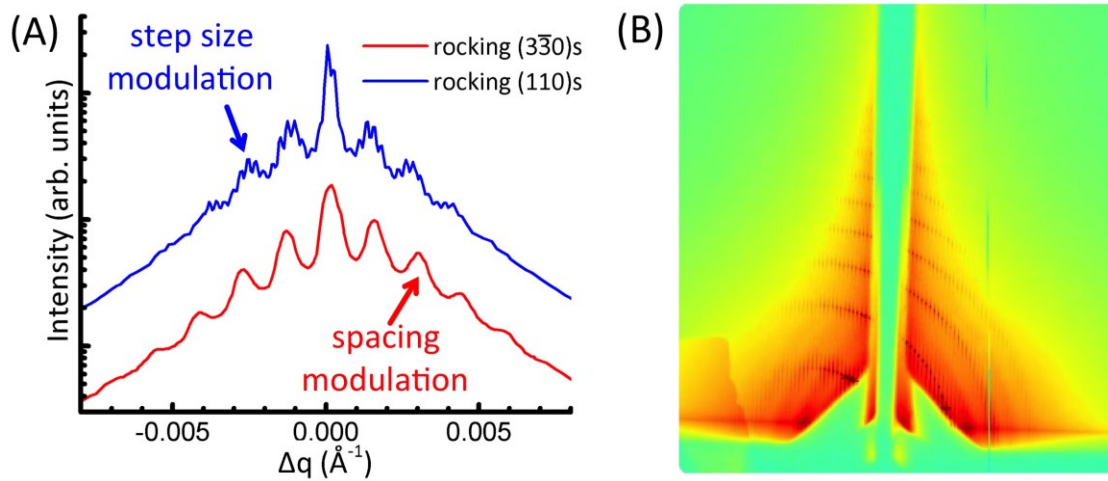 (A)
step size
modulation
rocking (33̅0)s
rocking (110)s
spacing
modulation
Intensity (arb. units)
-0.005 0.000 0.005
Δq (Å⁻¹)
(B)